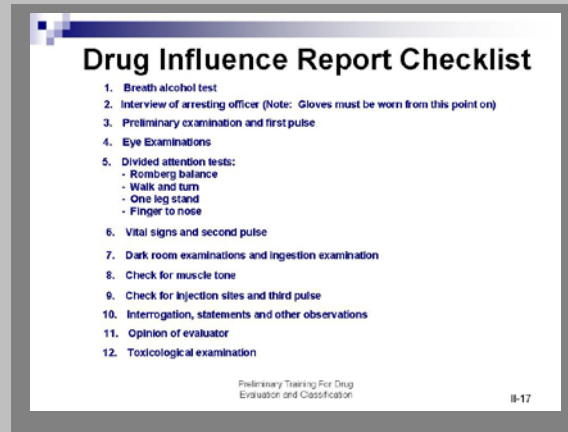 Drug Influence Report Checklist
1. Breath alcohol test
2. Interview of arresting officer (Note: Gloves must be worn from this point on)
3. Preliminary examination and first pulse
4. Eye Examinations
5. Divided attention tests:
- Romberg balance
- Walk and turn
- One leg stand
- Finger to nose
6. Vital signs and second pulse
7. Dark room examinations and ingestion examination
8. Check for muscle tone
9. Check for injection sites and third pulse
10. Interrogation, statements and other observations
11. Opinion of evaluator
12. Toxicological examination
Preliminary Training For Drug
Evaluation and Classification
II-17